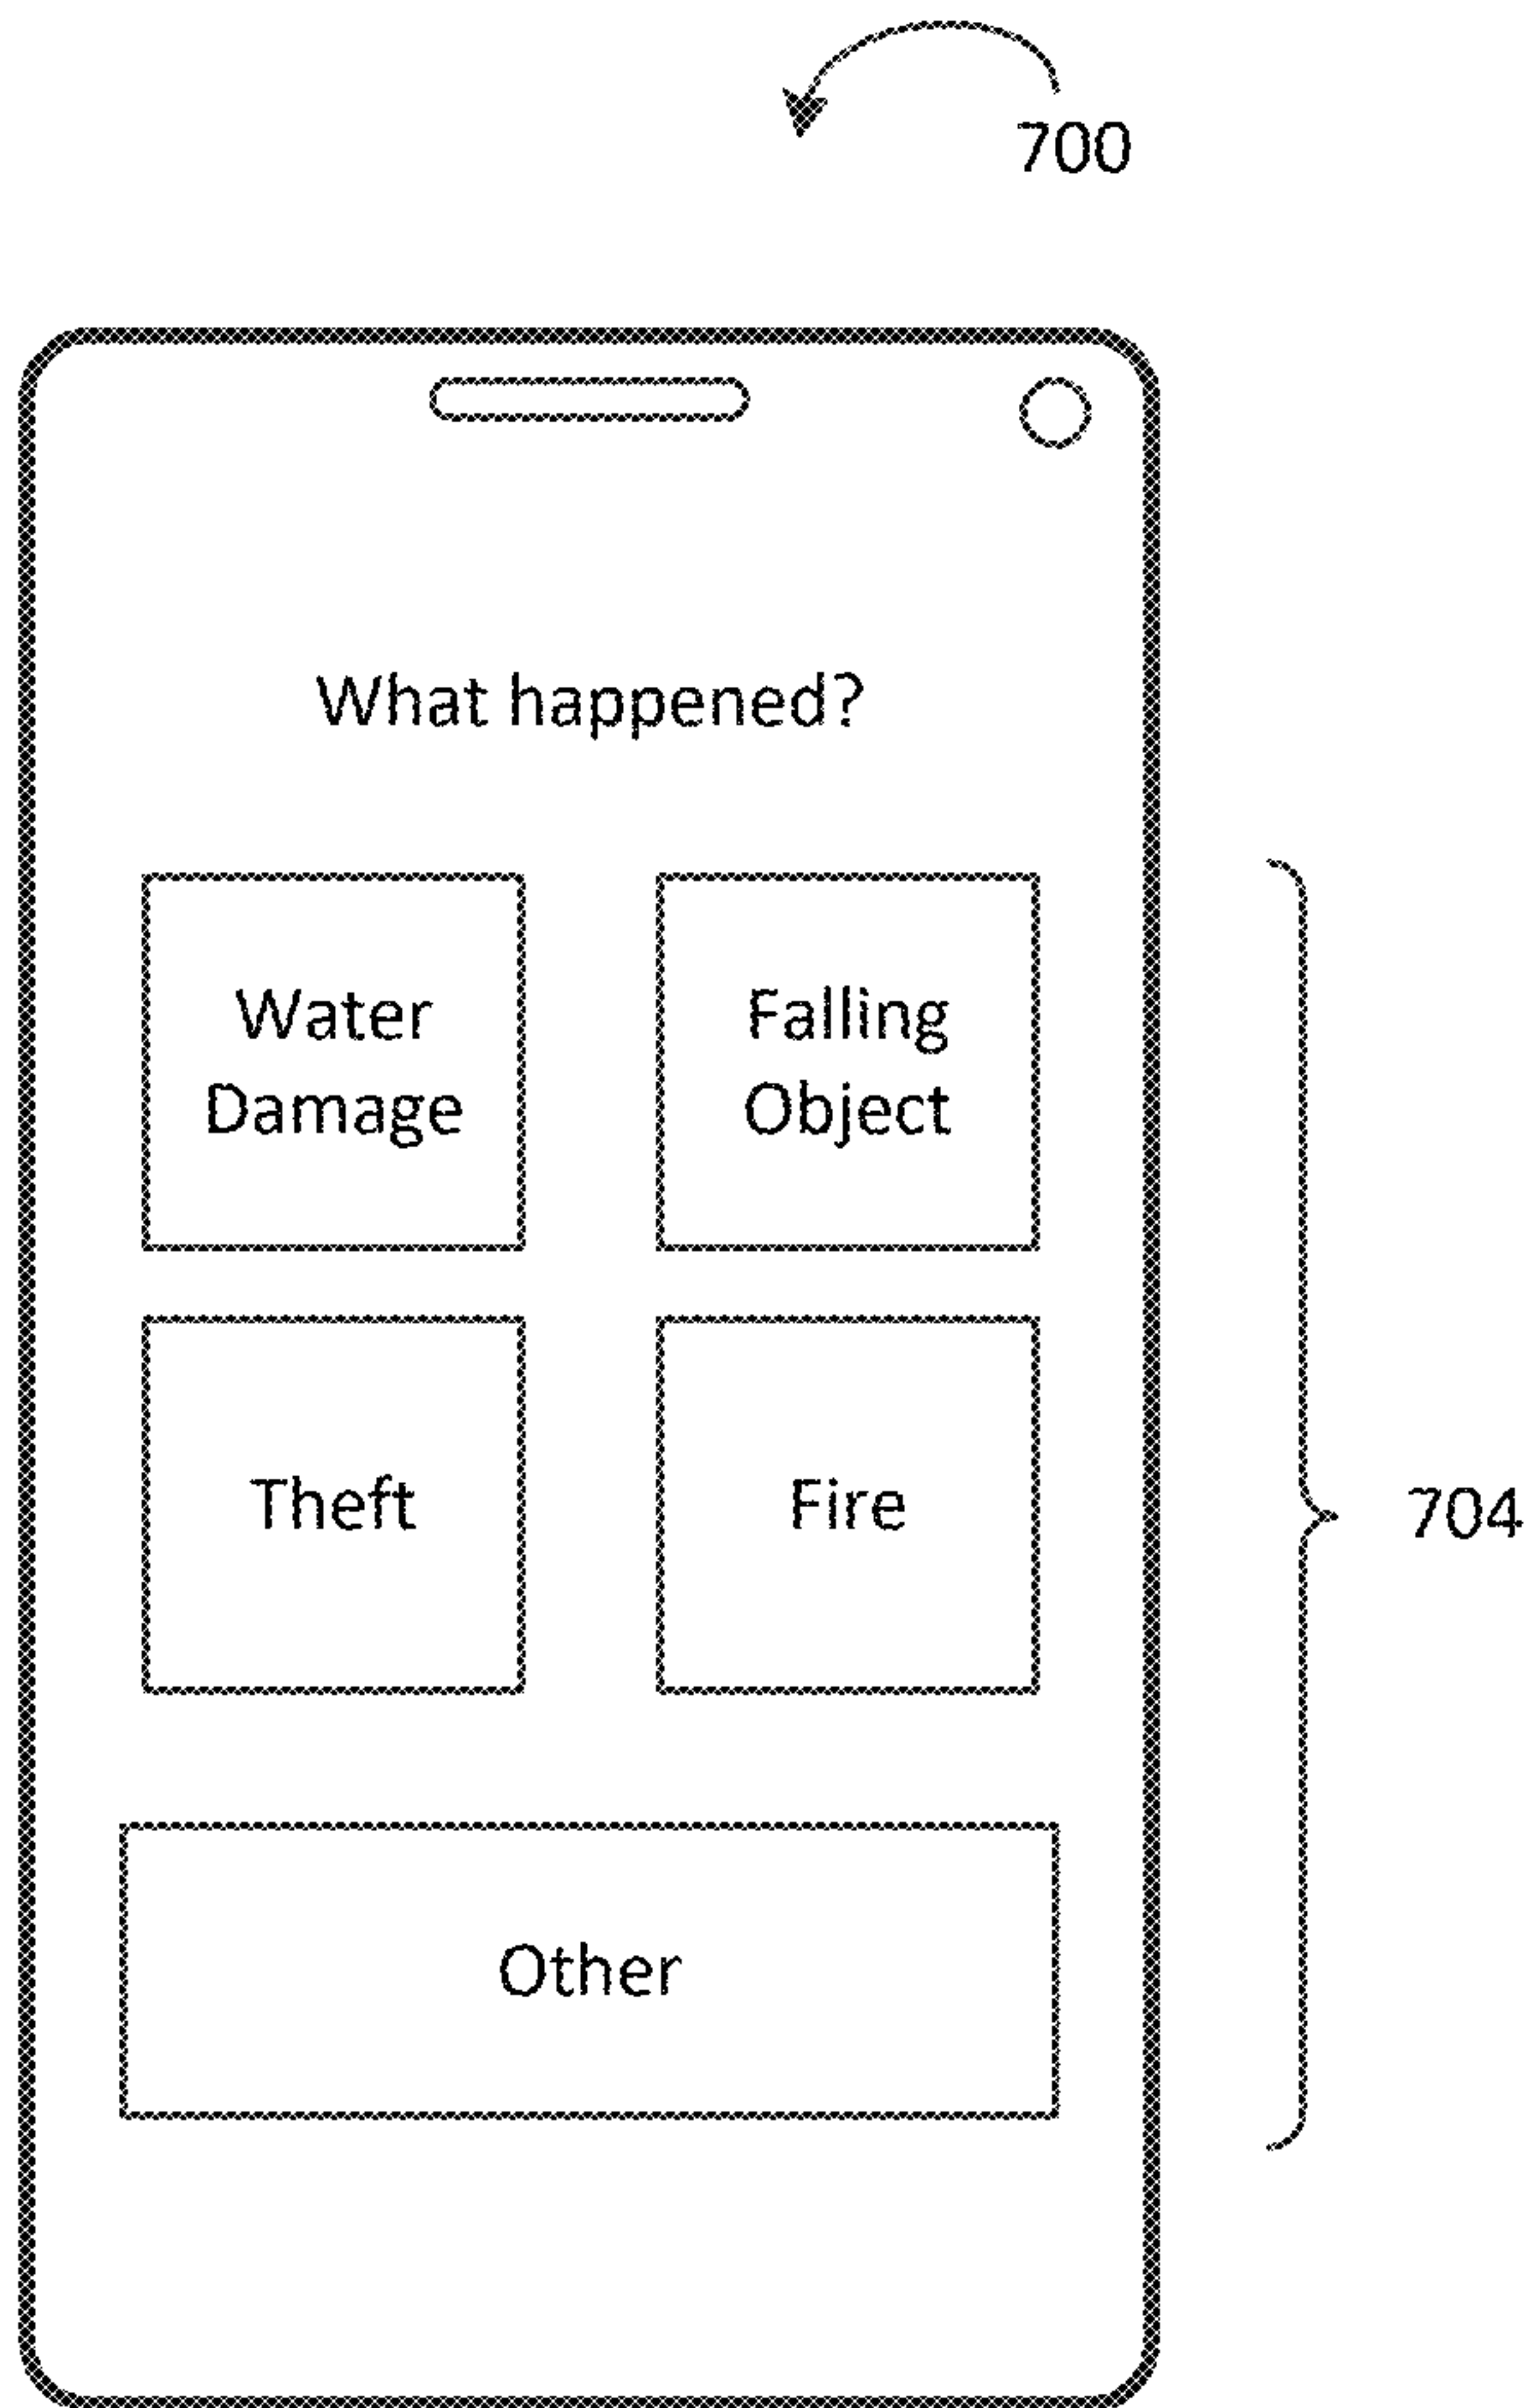 700
What happened?
Water
Damage
Falling
Object
Theft
Fire
704
Other